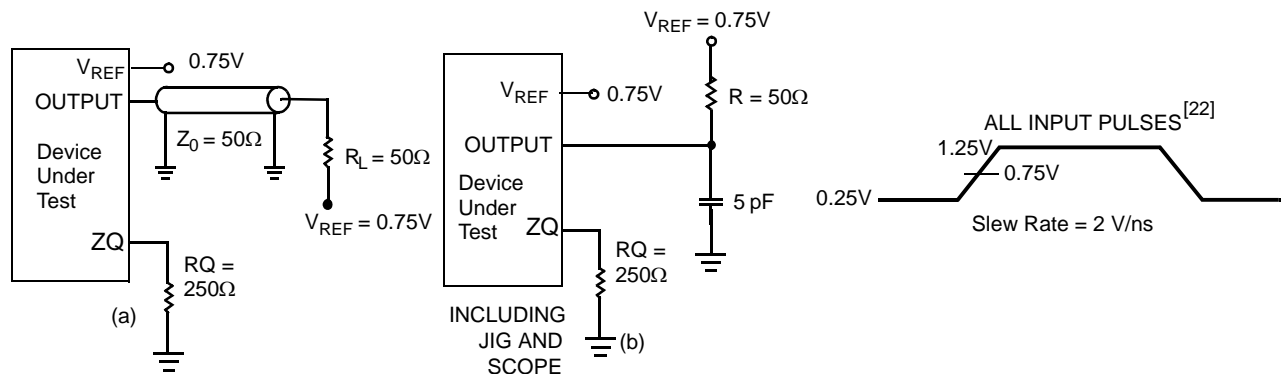 V_REF 0.75V
OUTPUT
Z_0 = 50Ω
Device
Under
Test
R_L = 50Ω
V_REF = 0.75V
ZQ
RQ =
250Ω
(a)
V_REF = 0.75V
V_REF 0.75V
R = 50Ω
OUTPUT
Device
Under
Test
5 pF
ZQ
RQ =
250Ω
INCLUDING
JIG AND
SCOPE
(b)
ALL INPUT PULSES[22]
1.25V
0.75V
0.25V
Slew Rate = 2 V/ns